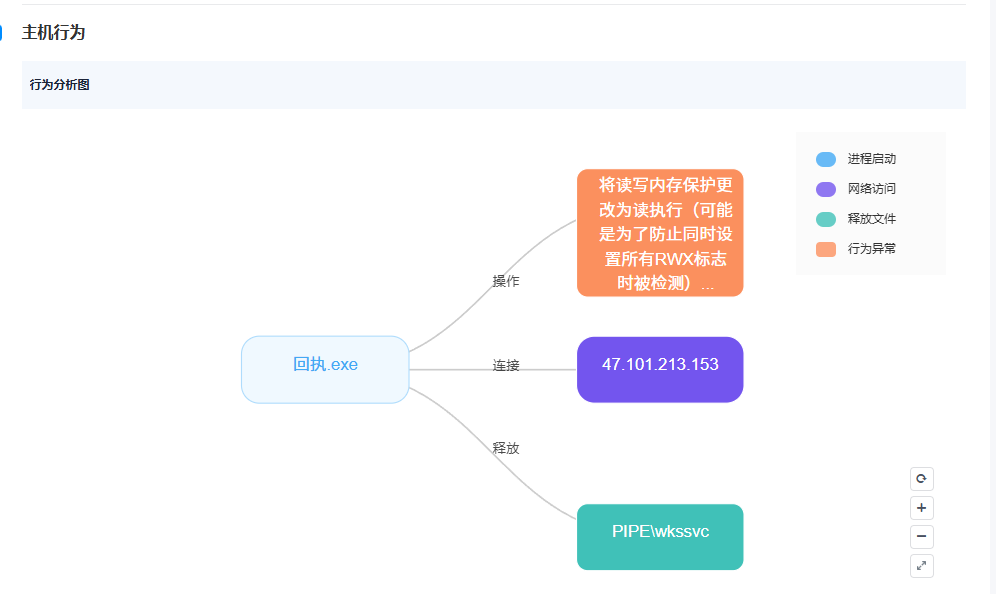 主机行为
行为分析图
进程启动
网络访问
释放文件
行为异常
将读写内存保护更
改为读执行（可能
是为了防止同时设
置所有RWX标志
时被检测）...
操作
回执.exe
连接
47.101.213.153
释放
PIPE\wkssvc